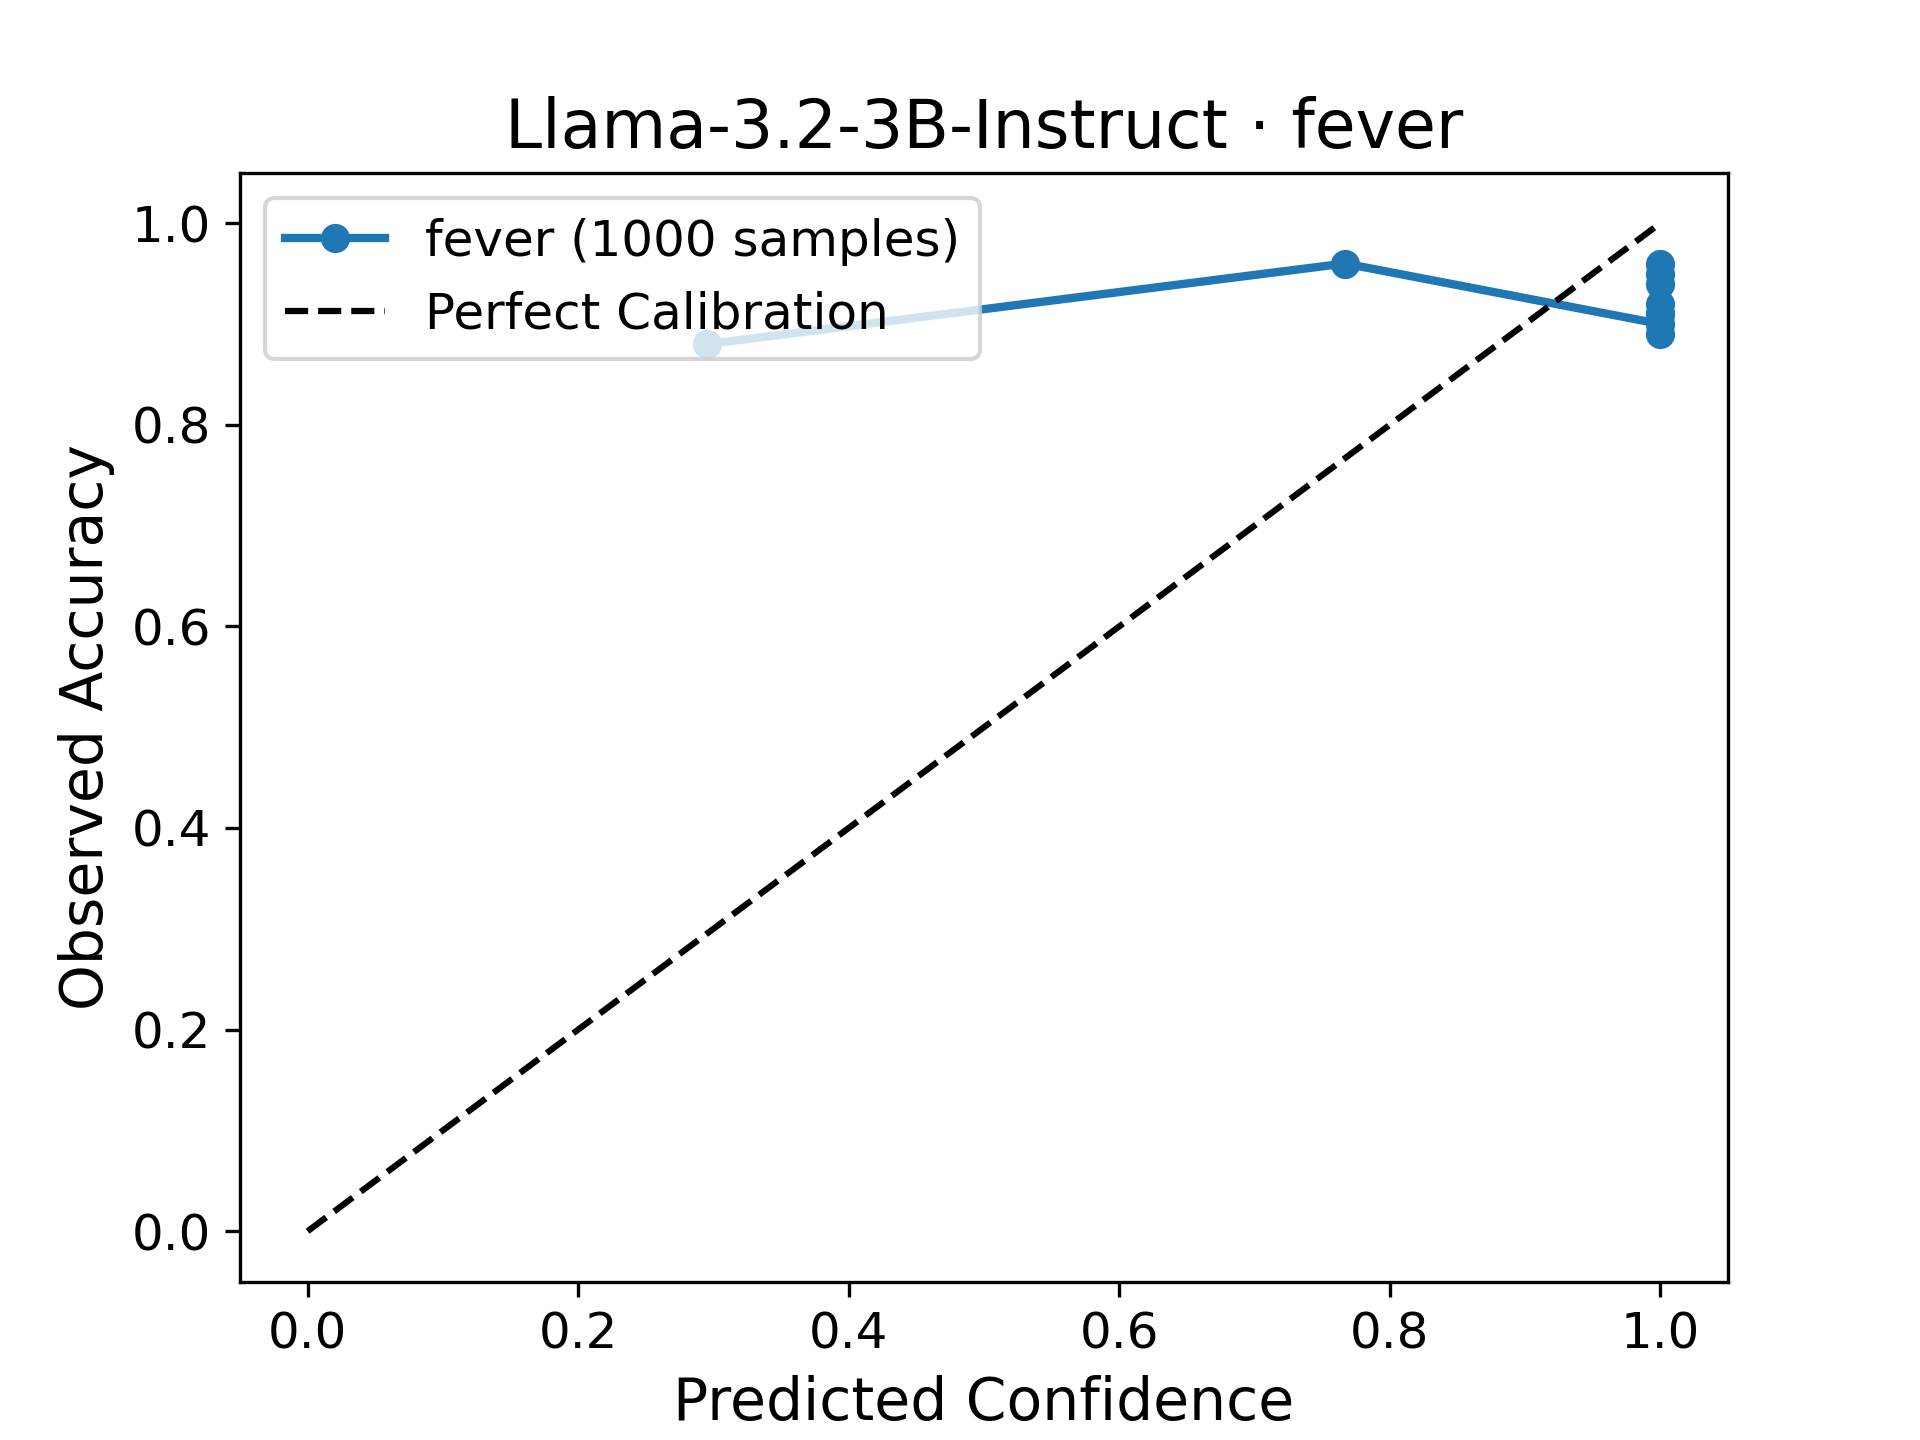 Llama-3.2-3B-Instruct · fever
fever (1000 samples)
Perfect Calibration
1.0
0.8
0.6
0.4
0.2
0.0
Observed Accuracy
0.0 0.2 0.4 0.6 0.8 1.0
Predicted Confidence